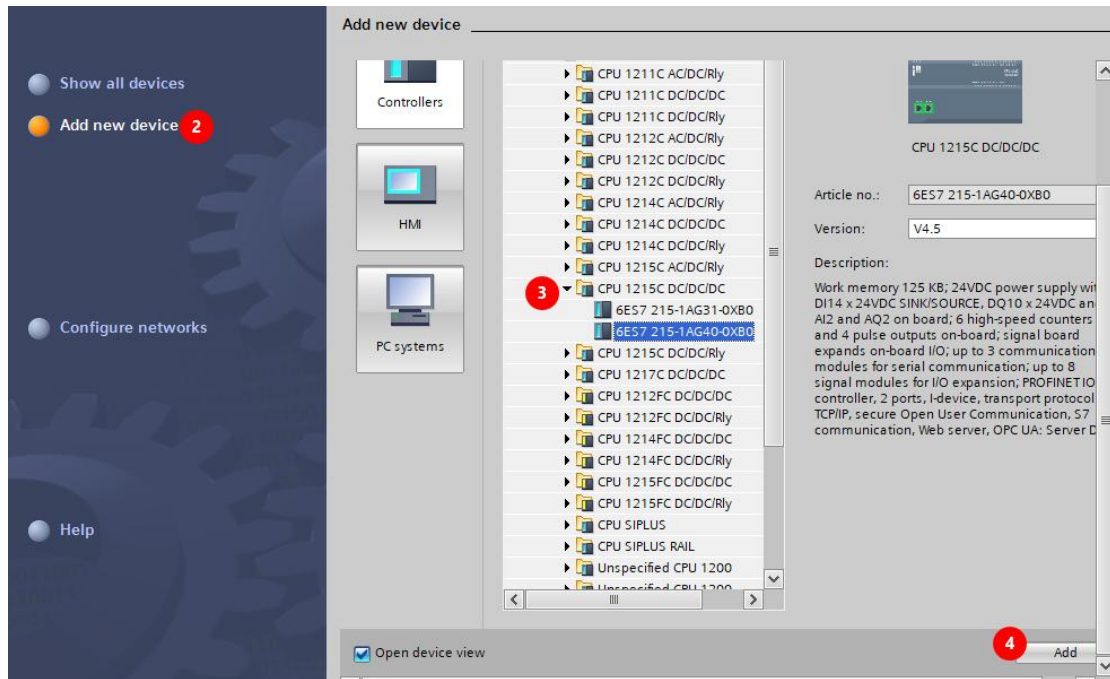 Add new device
Show all devices
Add new device
2
Configure networks
Help
Controllers
HMI
PC systems
CPU 1211C AC/DC/Rly
CPU 1211C DC/DC/DC
CPU 1211C DC/DC/Rly
CPU 1212C AC/DC/Rly
CPU 1212C DC/DC/DC
CPU 1212C DC/DC/Rly
CPU 1214C AC/DC/Rly
CPU 1214C DC/DC/DC
CPU 1214C DC/DC/Rly
CPU 1215C AC/DC/Rly
3
CPU 1215C DC/DC/DC
6ES7 215-1AG31-0XB0
6ES7 215-1AG40-0XB0
CPU 1215C DC/DC/Rly
CPU 1217C DC/DC/DC
CPU 1212FC DC/DC/DC
CPU 1212FC DC/DC/Rly
CPU 1214FC DC/DC/DC
CPU 1214FC DC/DC/Rly
CPU 1215FC DC/DC/DC
CPU 1215FC DC/DC/Rly
CPU SIPLUS
CPU SIPLUS RAIL
Unspecified CPU 1200
Unspecified CPU 1200
CPU 1215C DC/DC/DC
Article no.: 6ES7 215-1AG40-0XB0
Version: V4.5
Description:
Work memory 125 KB; 24VDC power supply wit
DI14 x 24VDC SINK/SOURCE, DQ10 x 24VDC an
AI2 and AQ2 on board; 6 high-speed counters
and 4 pulse outputs on-board; signal board
expands on-board I/O; up to 3 communication
modules for serial communication; up to 8
signal modules for I/O expansion; PROFINET IO
controller, 2 ports, I-device, transport protocol
TCP/IP, secure Open User Communication, S7
communication, Web server, OPC UA: Server D
Open device view
4
Add